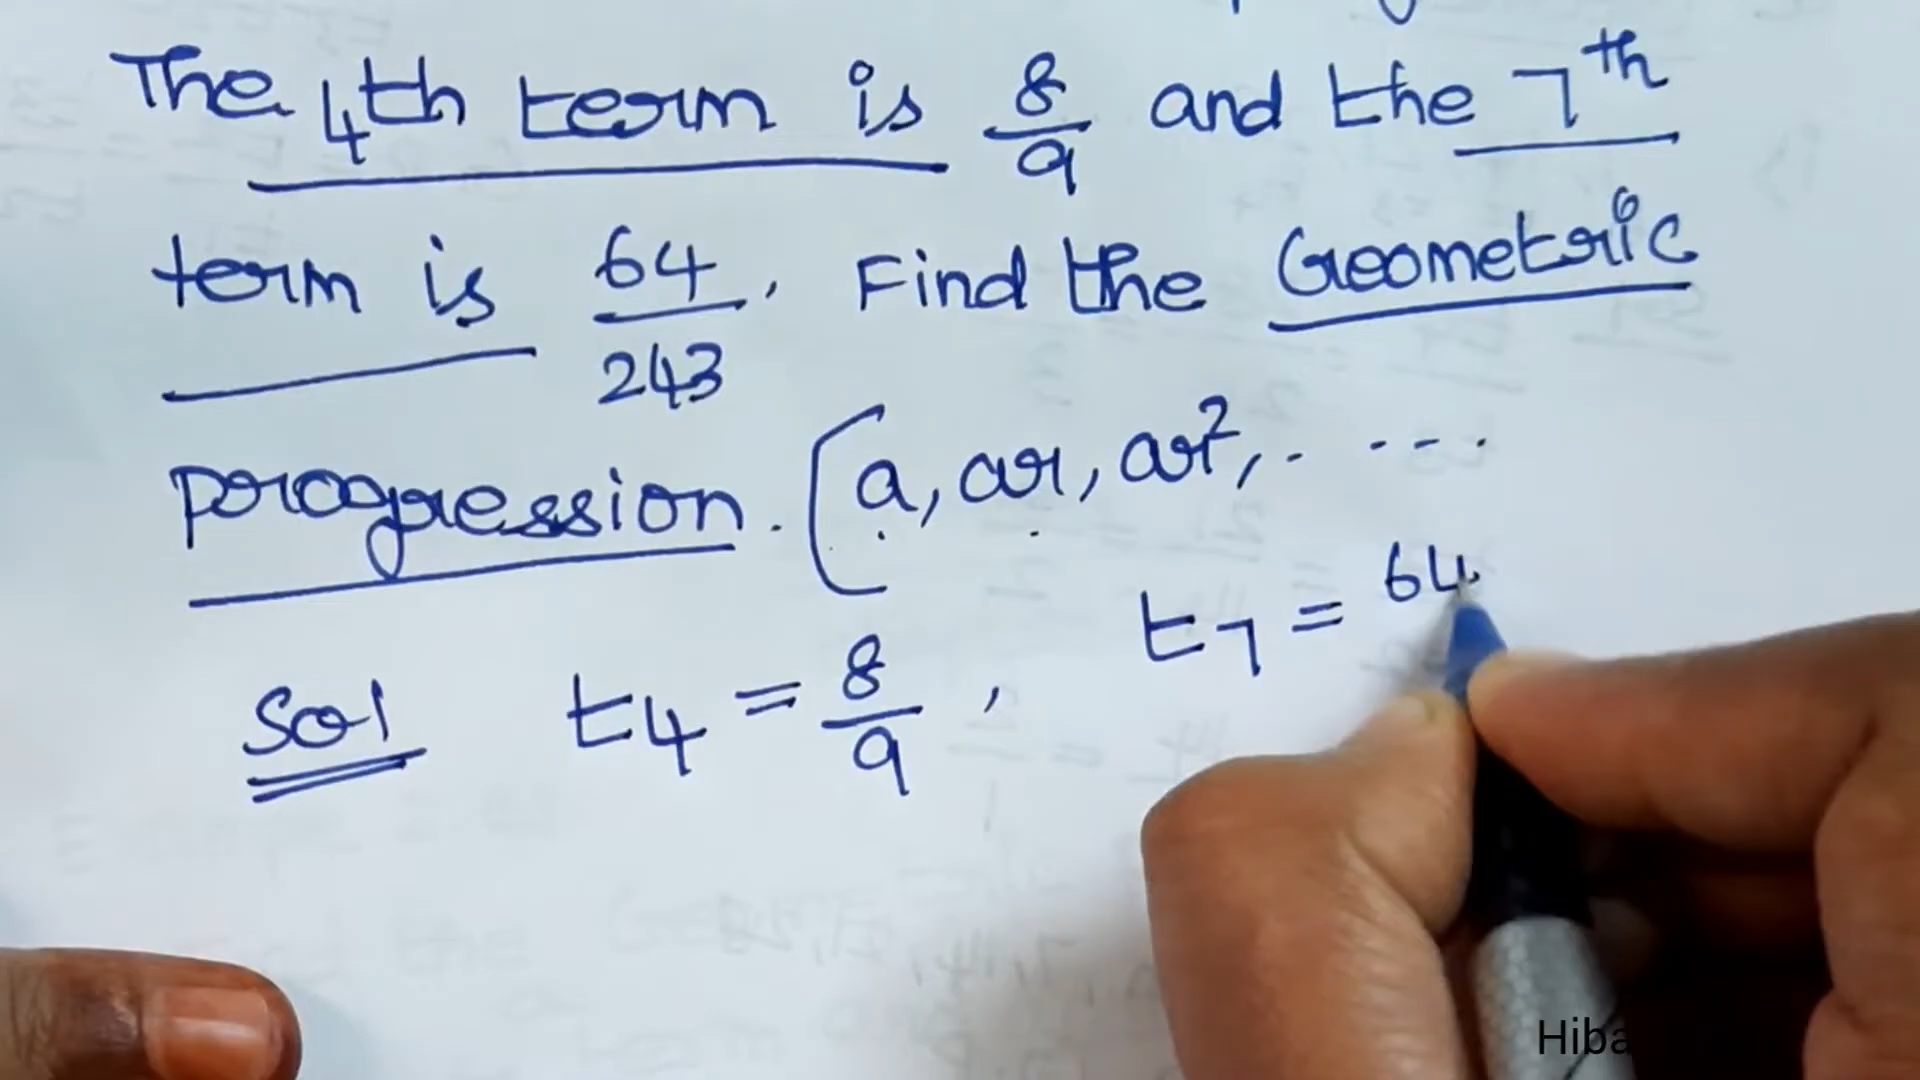 The 4th term is 8/9 and the 7th
term is 64/243. Find the Geometric
progression. [a, ar, ar², . - - - .
Sol t4 = 8/9 , t7 = 64
Hiba